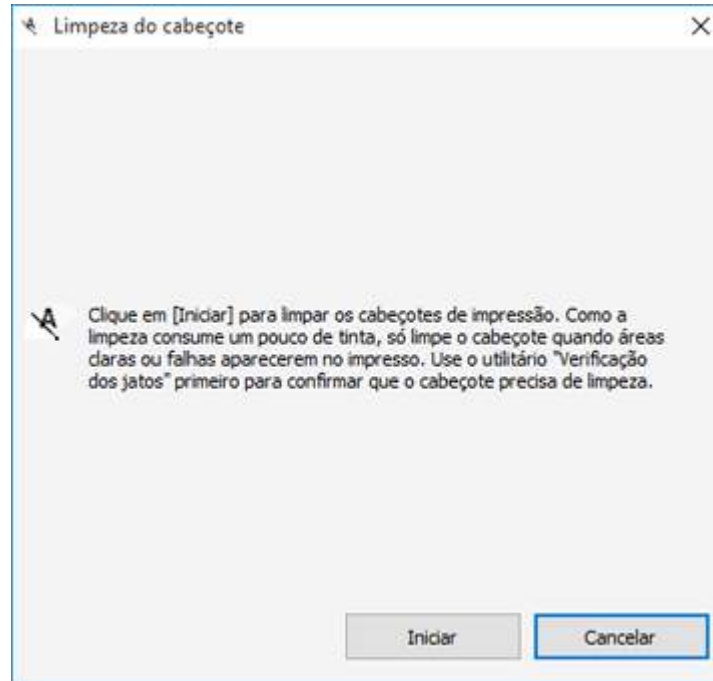 Limpeza do cabeçote
Clique em [Iniciar] para limpar os cabeçotes de impressão. Como a
limpeza consume um pouco de tinta, só limpe o cabeçote quando áreas
claras ou falhas aparecerem no impresso. Use o utilitário "Verificação
dos jatos" primeiro para confirmar que o cabeçote precisa de limpeza.
Iniciar
Cancelar